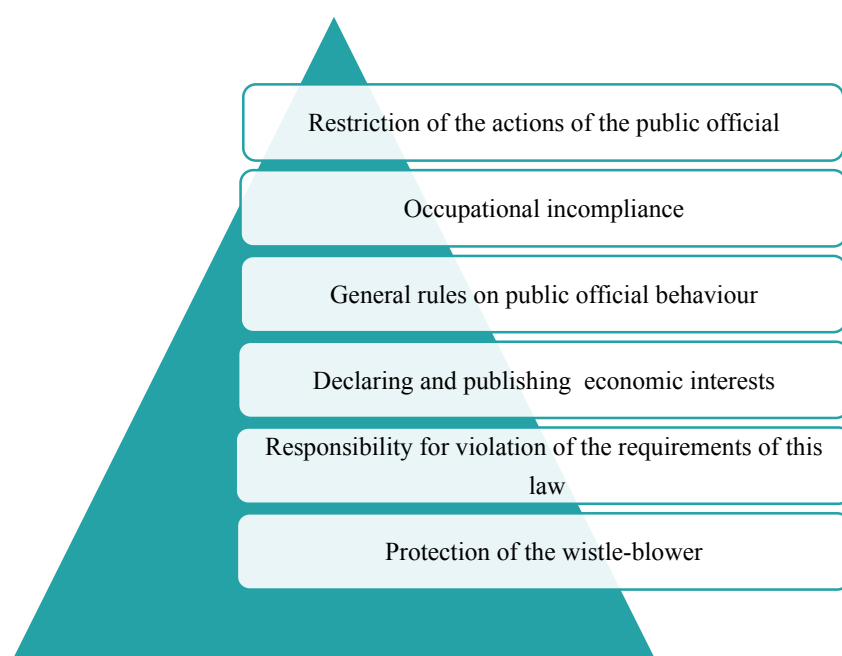 Restriction of the actions of the public official
Occupational incompliance
General rules on public official behaviour
Declaring and publishing  economic interests
Responsibility for violation of the requirements of this
law
Protection of the wistle-blower